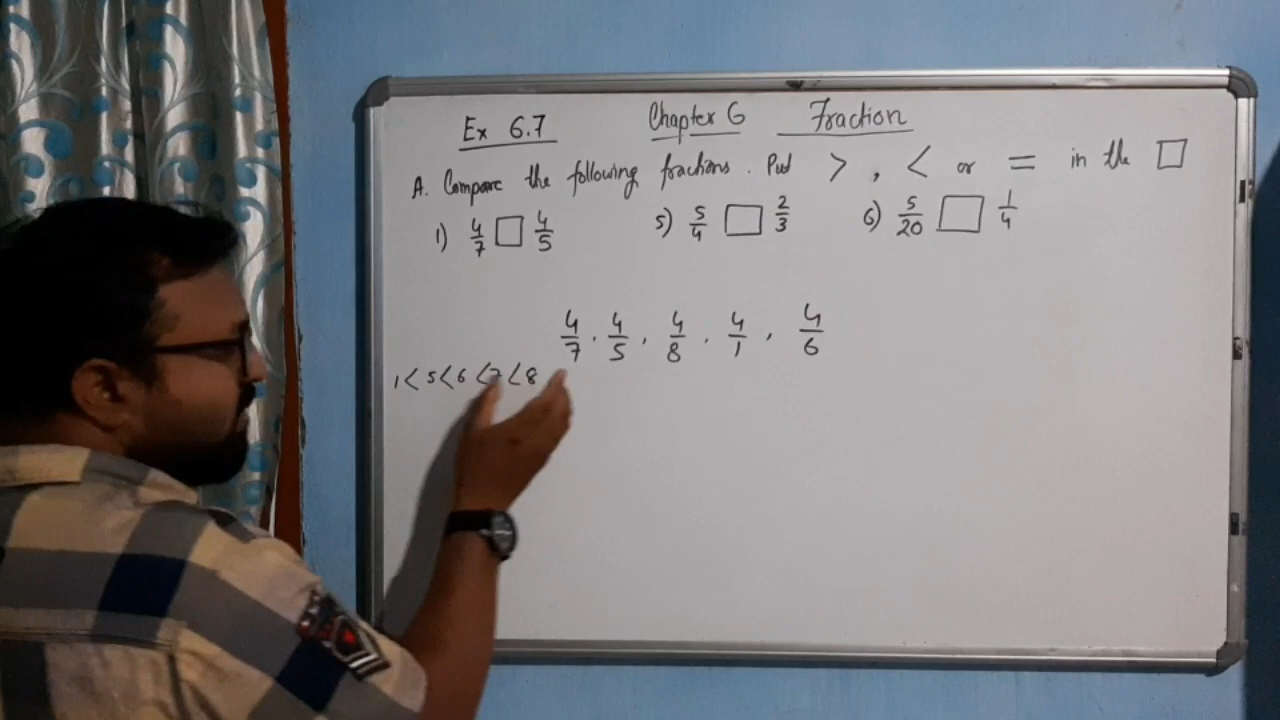 Ex 6.7 Chapter 6 Fraction
A. Compare the following fractions. Put > , < or = in the □
1) 4/7 □ 4/5 5) 5/4 □ 2/3 6) 5/20 □ 1/4
4/7 . 4/5 , 4/8 . 4/1 , 4/6
1 < 5 < 6 < 7 < 8